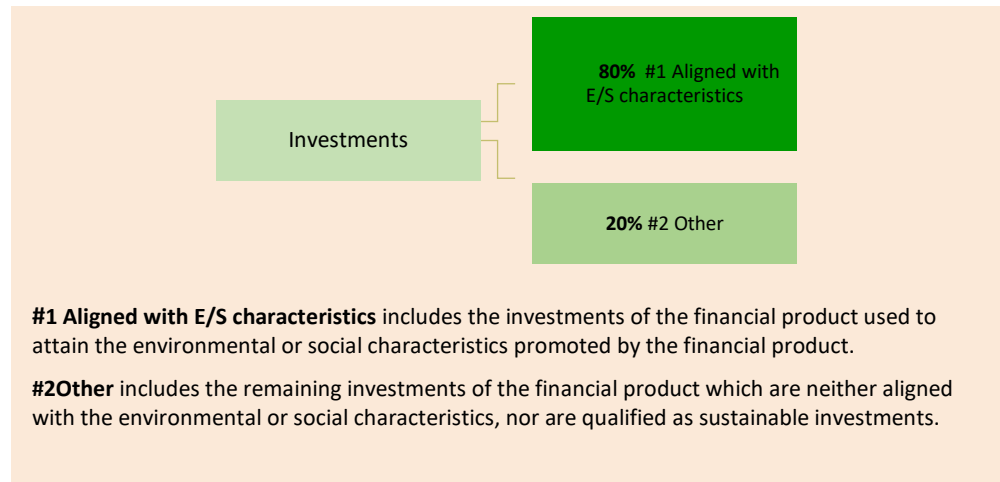 80% #1 Aligned with
E/S characteristics
Investments
20% #2 Other
#1 Aligned with E/S characteristics includes the investments of the financial product used to
attain the environmental or social characteristics promoted by the financial product.
#2Other includes the remaining investments of the financial product which are neither aligned
with the environmental or social characteristics, nor are qualified as sustainable investments.